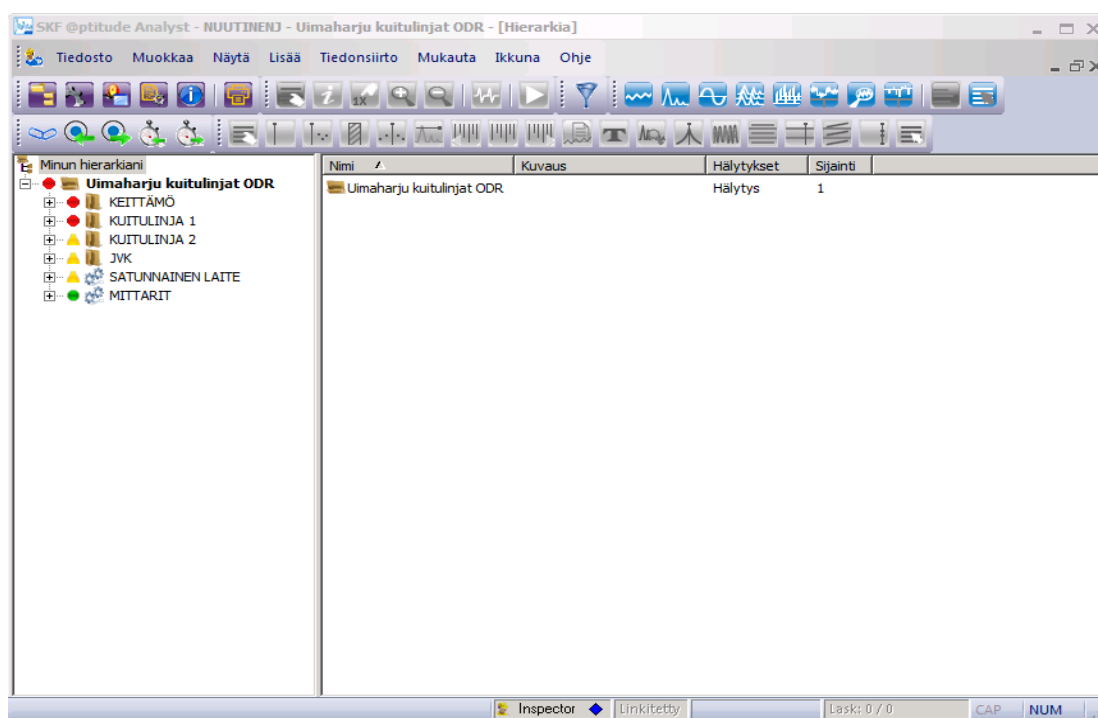 SKF @ptitude Analyst - NUUTINENJ - Uimaharju kuitulinjat ODR - [Hierarkia]
Tiedosto Muokkaa Näytä Lisää Tiedonsiirto Mukauta Ikkuna Ohje
1X
Minun hierarkiani
Uimaharju kuitulinjat ODR
KEITTÄMÖ
KUITULINJA 1
KUITULINJA 2
JVK
SATUNNAINEN LAITE
MITTARIT
Nimi Kuvaus Hälytykset Sijainti
Uimaharju kuitulinjat ODR Hälytys 1
Inspector Linkitetty Lask: 0 / 0 CAP NUM